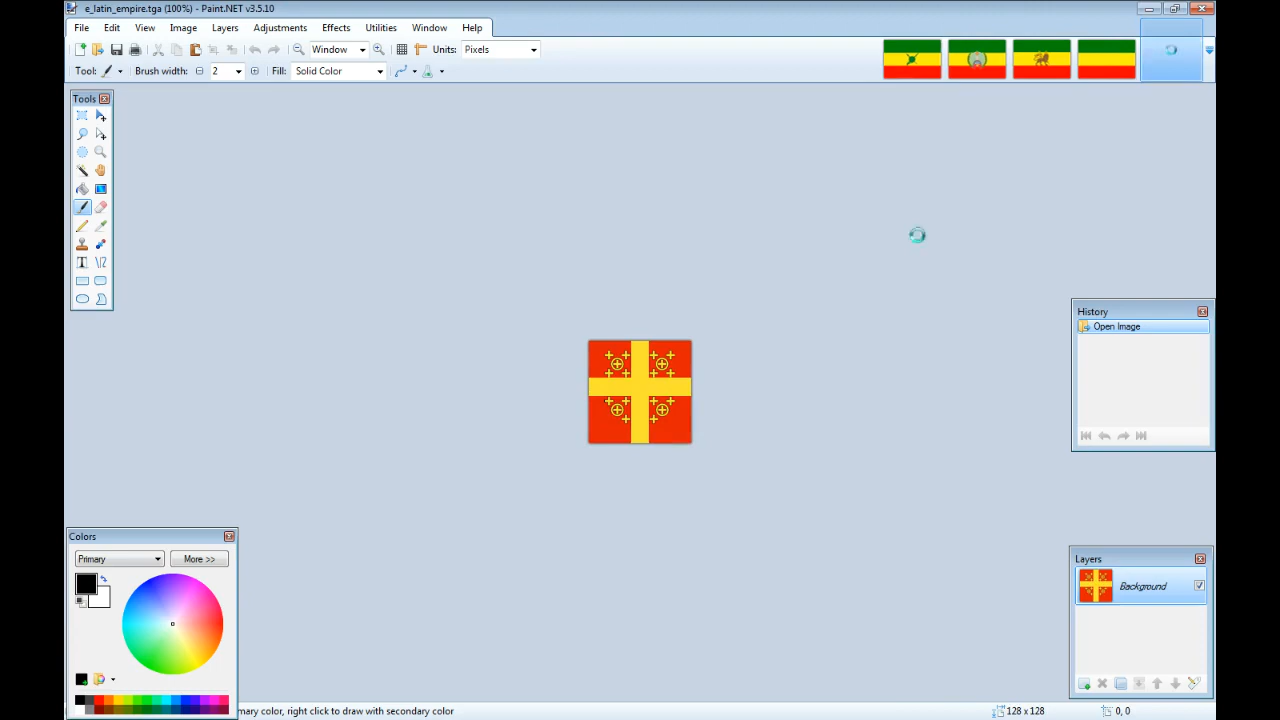 e_latin_empire.tga (100%) - Paint.NET v3.5.10
File Edit View Image Layers Adjustments Effects Utilities Window Help
Window Units: Pixels
Tool: Brush width: 2 Fill: Solid Color
Tools
History
Open Image
Colors
Primary More >>
Layers
Background
mary color, right click to draw with secondary color 128 x 128 0, 0